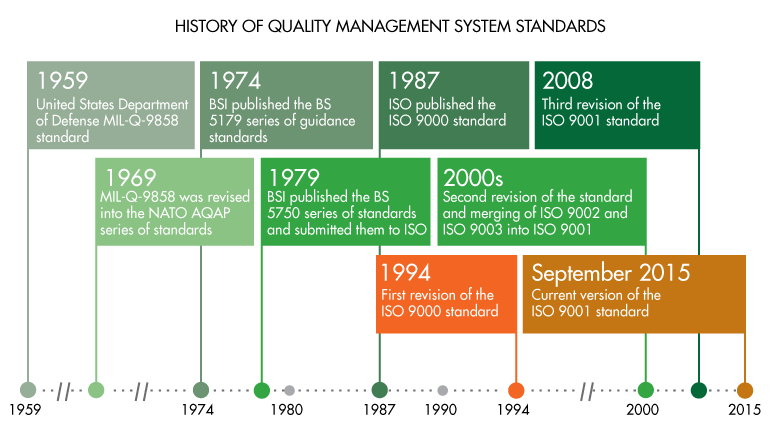 HISTORY OF QUALITY MANAGEMENT SYSTEM STANDARDS
1959
United States Department
of Defense MIL-Q-9858
standard
1974
BSI published the BS
5179 series of guidance
standards
1987
ISO published the
ISO 9000 standard
2008
Third revision of the
ISO 9001 standard
1969
MIL-Q-9858 was revised
into the NATO AQAP
series of standards
1979
BSI published the BS
5750 series of standards
and submitted them to ISO
2000s
Second revision of the standard
and merging of ISO 9002 and
ISO 9003 into ISO 9001
1994
First revision of the
ISO 9000 standard
September 2015
Current version of the
ISO 9001 standard
1959 1974 1980 1987 1990 1994 2000 2015